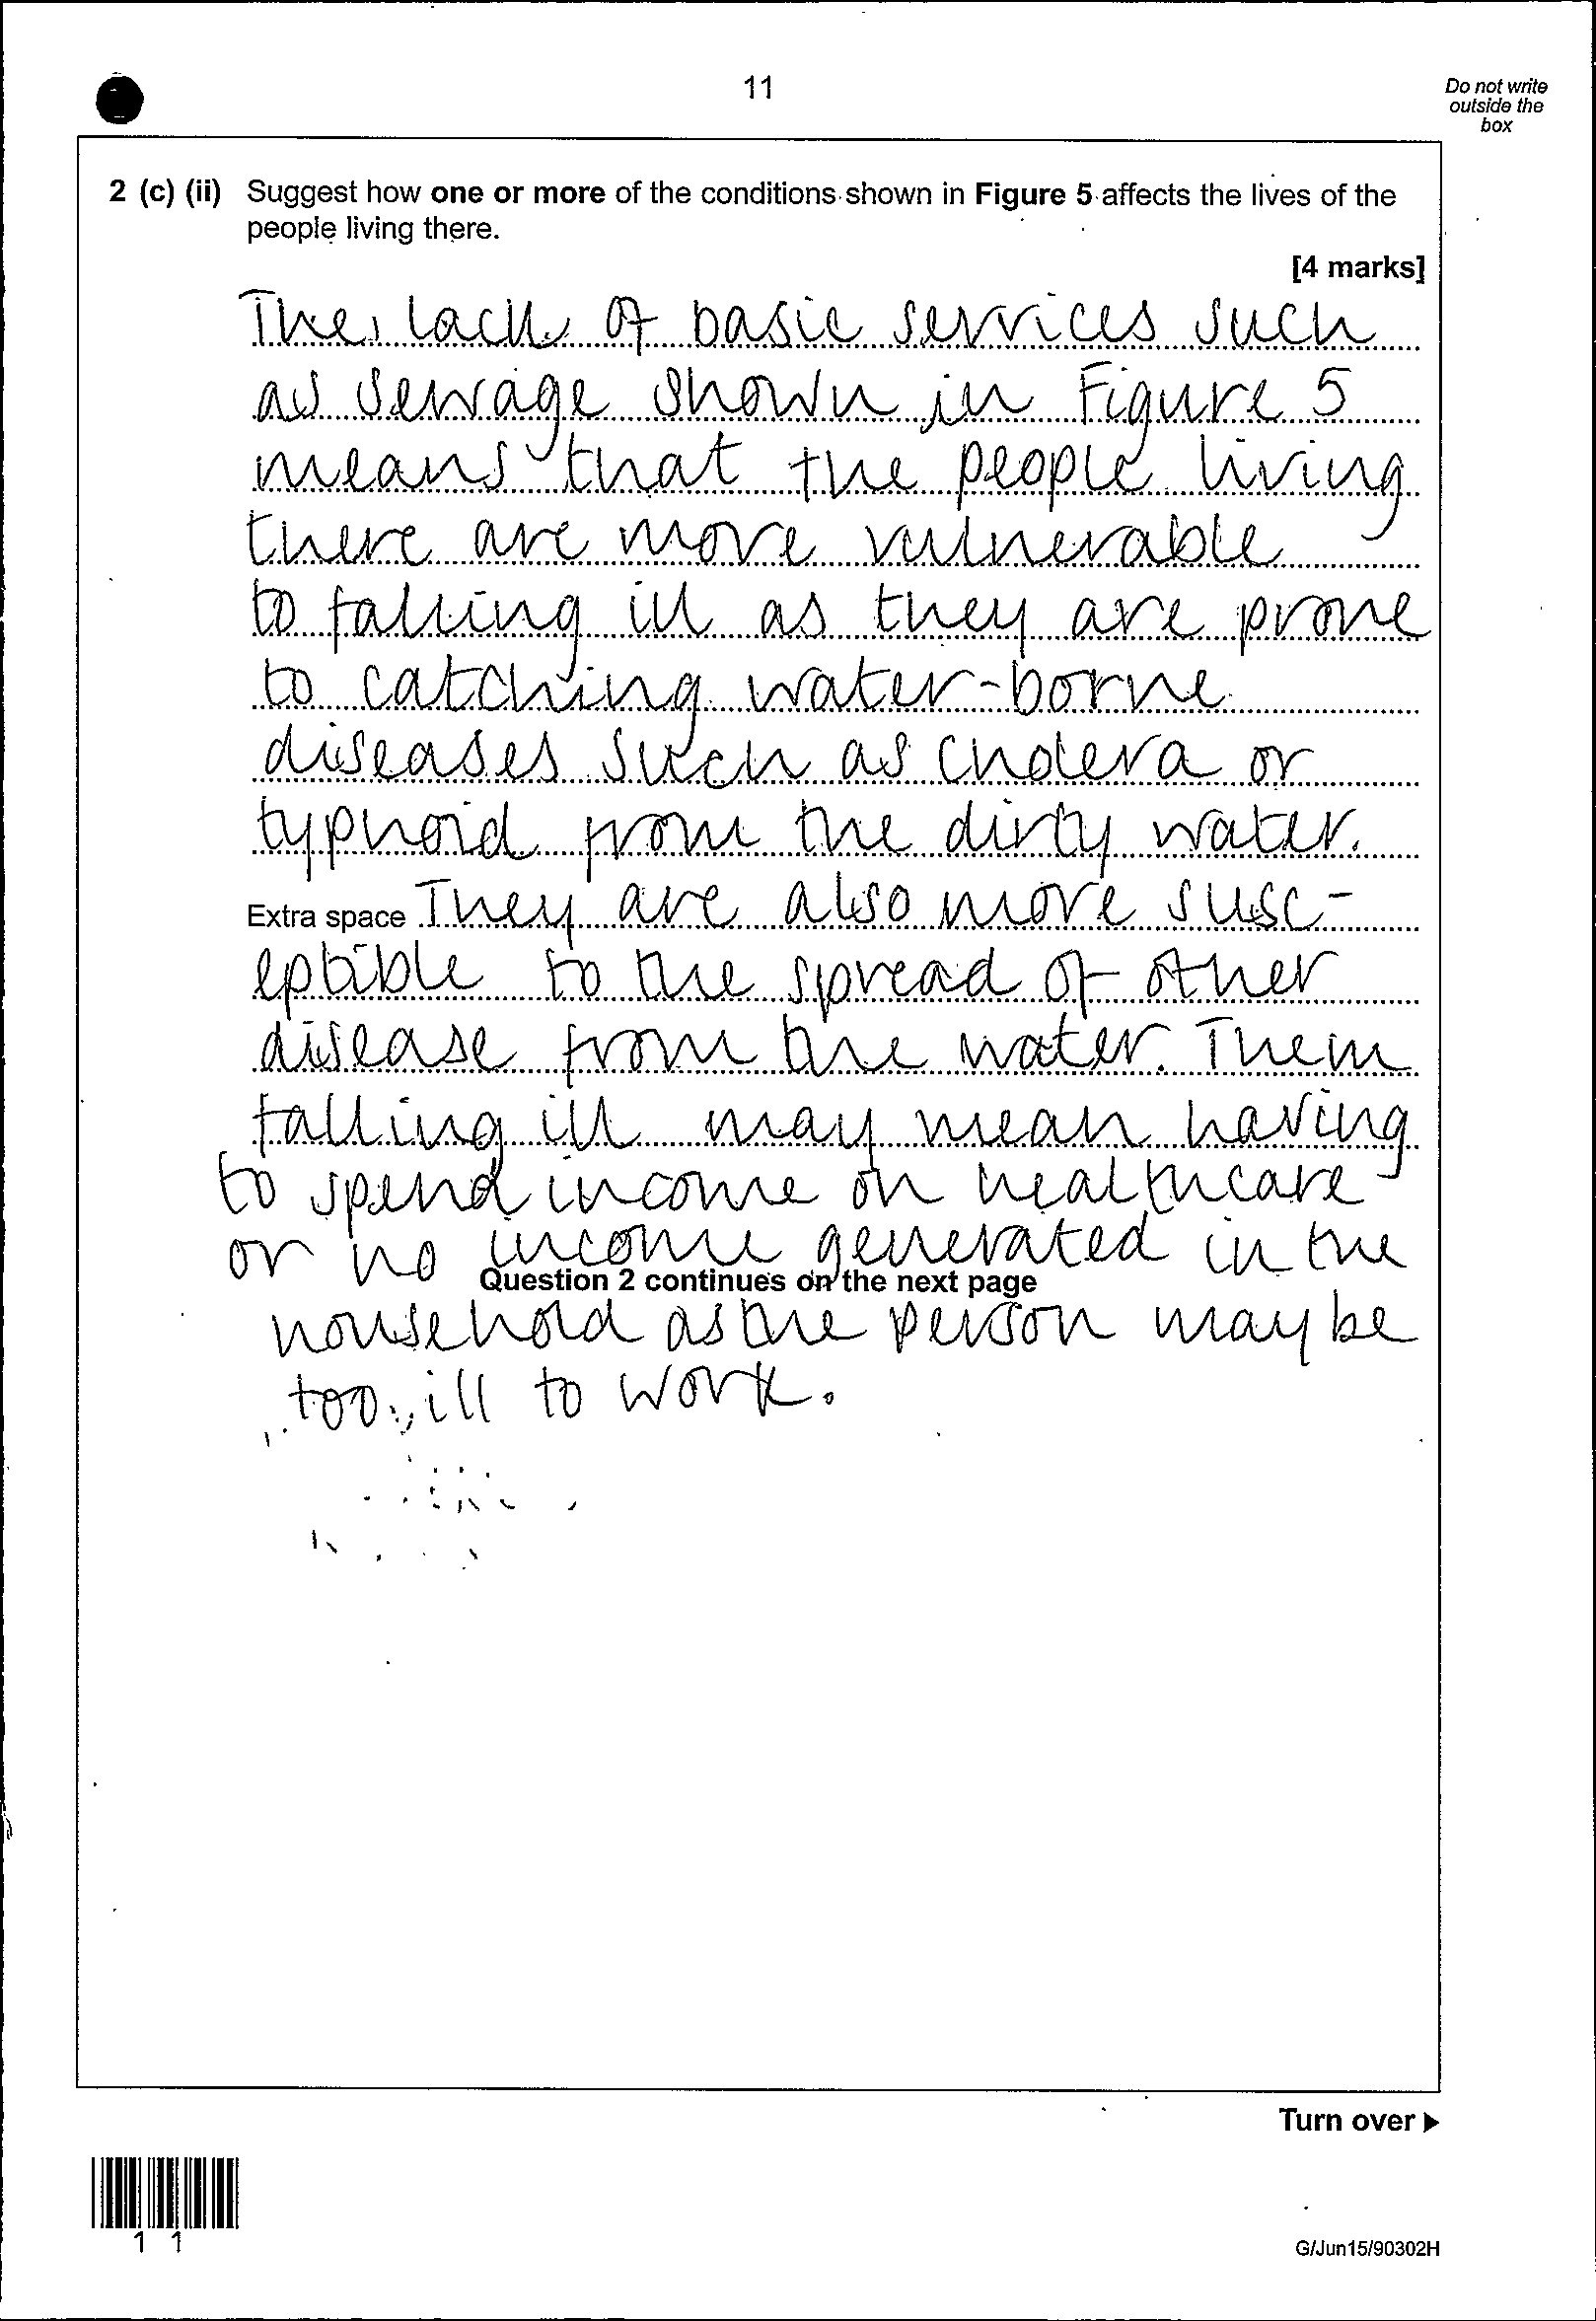 11
Do not write
outside the
box
2 (c) (ii) Suggest how one or more of the conditions shown in Figure 5 affects the lives of the
people living there.
[4 marks]
The lack of basic services such
as sewage shown in Figure 5
means that the people living
there are more vulnerable
to falling ill as they are prone
to catching water-borne
diseases such as cholera or
typhoid from the dirty water.
Extra space They are also more susc-
eptible to the spread of other
disease from the water. Them
falling ill may mean having
to spend income on healthcare
or no income generated in the
Question 2 continues on the next page
household as the person may be
too ill to work.
Turn over ▶
1 1
G/Jun15/90302H